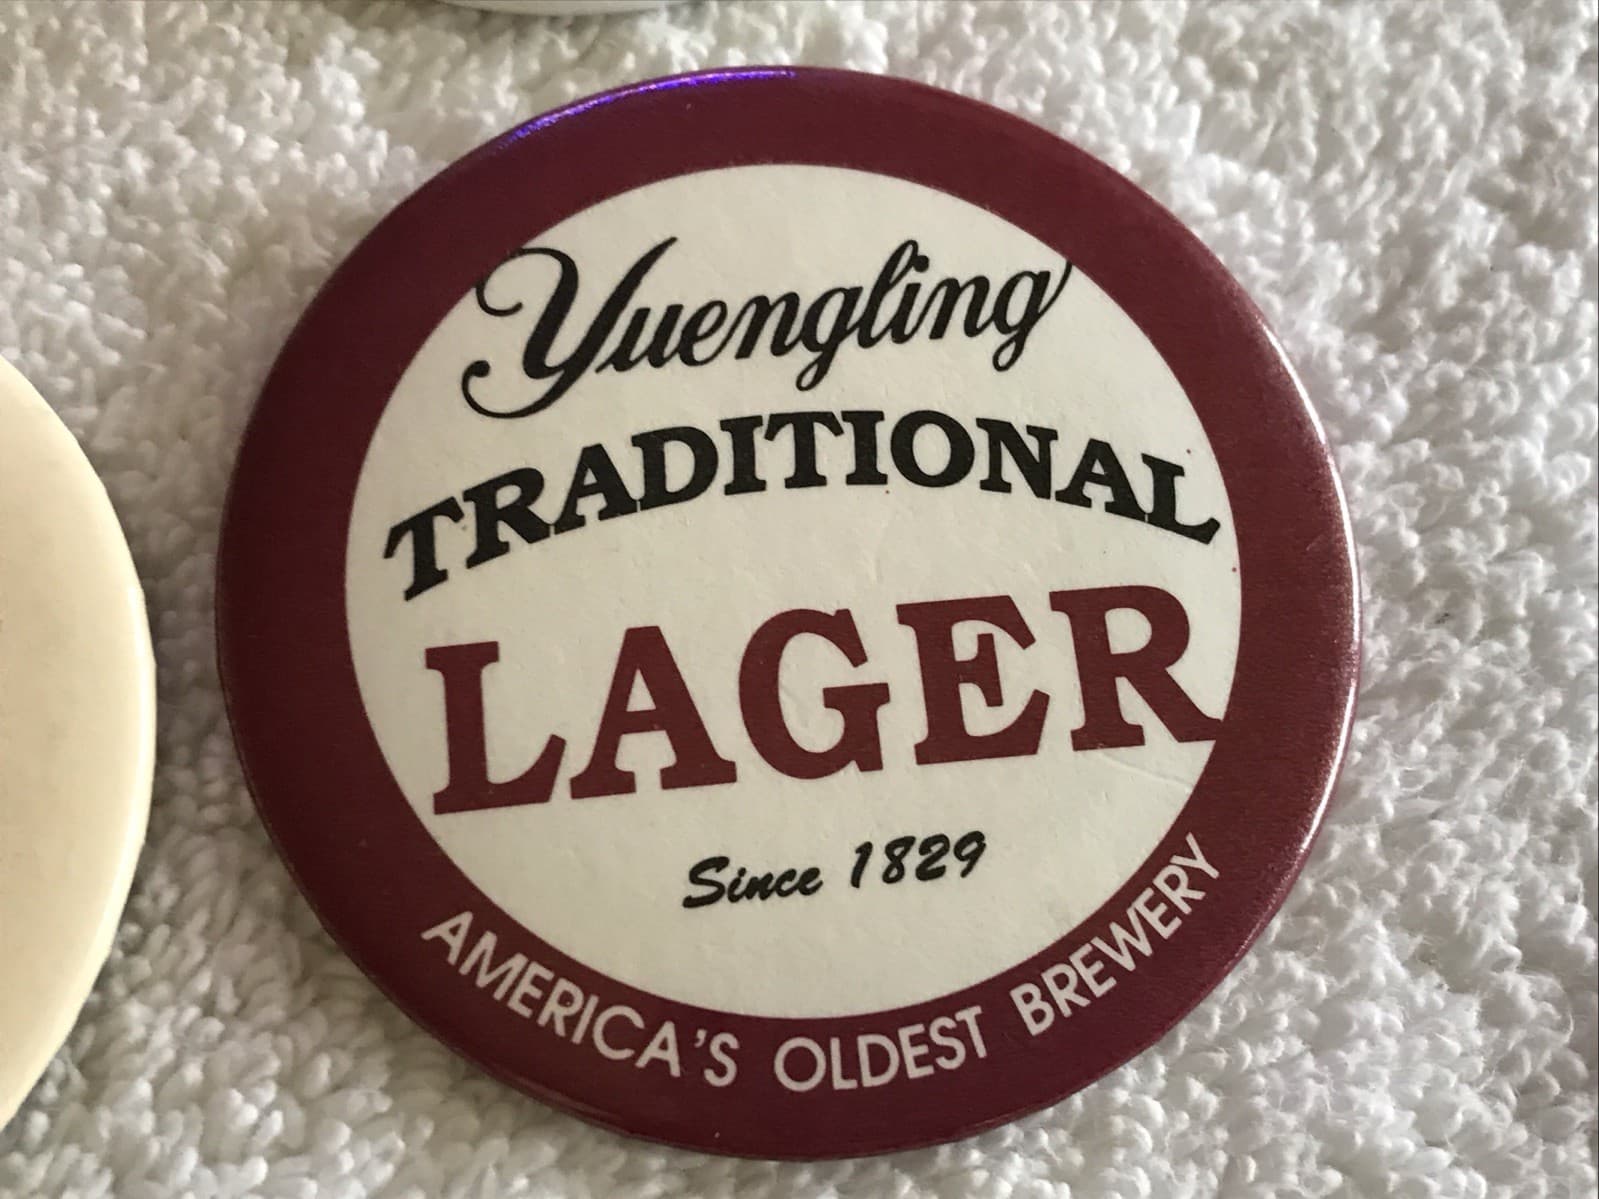 Yuengling
TRADITIONAL
LAGER
Since 1829
AMERICA'S OLDEST BREWERY